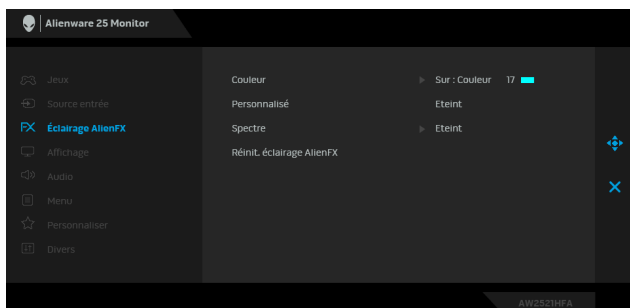 Alienware 25 Monitor
Jeux
Source entrée
FX Éclairage AlienFX
Affichage
Audio
Menu
Personnaliser
Divers
Couleur Sur : Couleur 17
Personnalisé Eteint
Spectre Eteint
Réinit. éclairage AlienFX
AW2521HFA